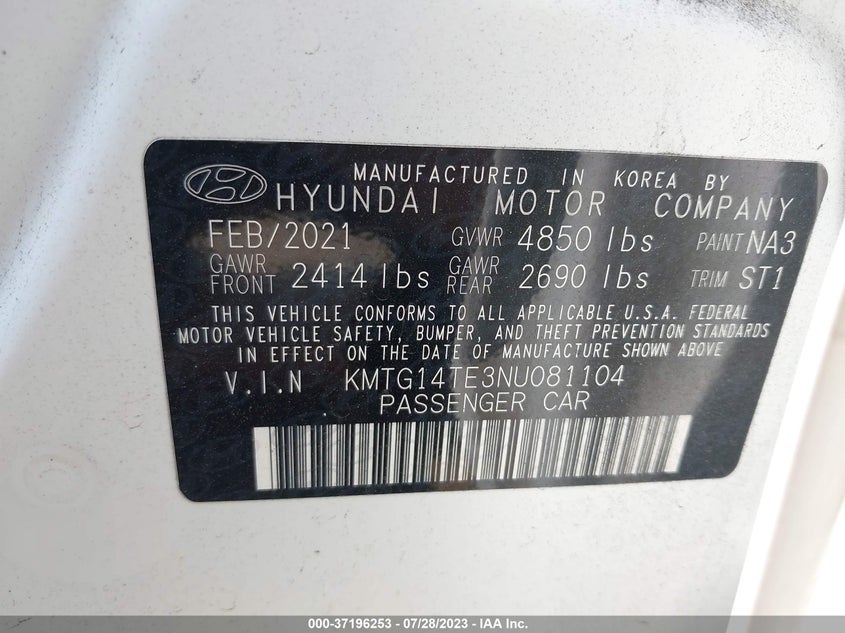 MANUFACTURED IN KOREA BY
HYUNDAI MOTOR COMPANY
FEB/2021 GVWR 4850 lbs PAINT NA3
GAWR FRONT 2414 lbs GAWR REAR 2690 lbs TRIM ST1
THIS VEHICLE CONFORMS TO ALL APPLICABLE U.S.A. FEDERAL
MOTOR VEHICLE SAFETY, BUMPER, AND THEFT PREVENTION STANDARDS
IN EFFECT ON THE DATE OF MANUFACTURE SHOWN ABOVE
V.I.N KMTG14TE3NU081104
PASSENGER CAR
000-37196253 - 07/28/2023 - © IAA, Inc.